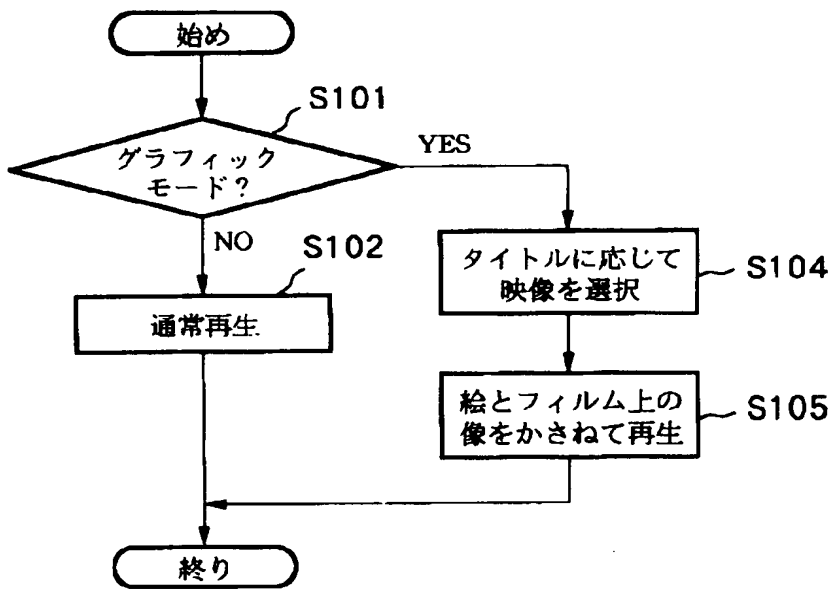 始め
S101
グラフィック
モード?
YES
NO
S102
通常再生
タイトルに応じて
映像を選択
S104
絵とフィルム上の
像をかさねて再生
S105
終り